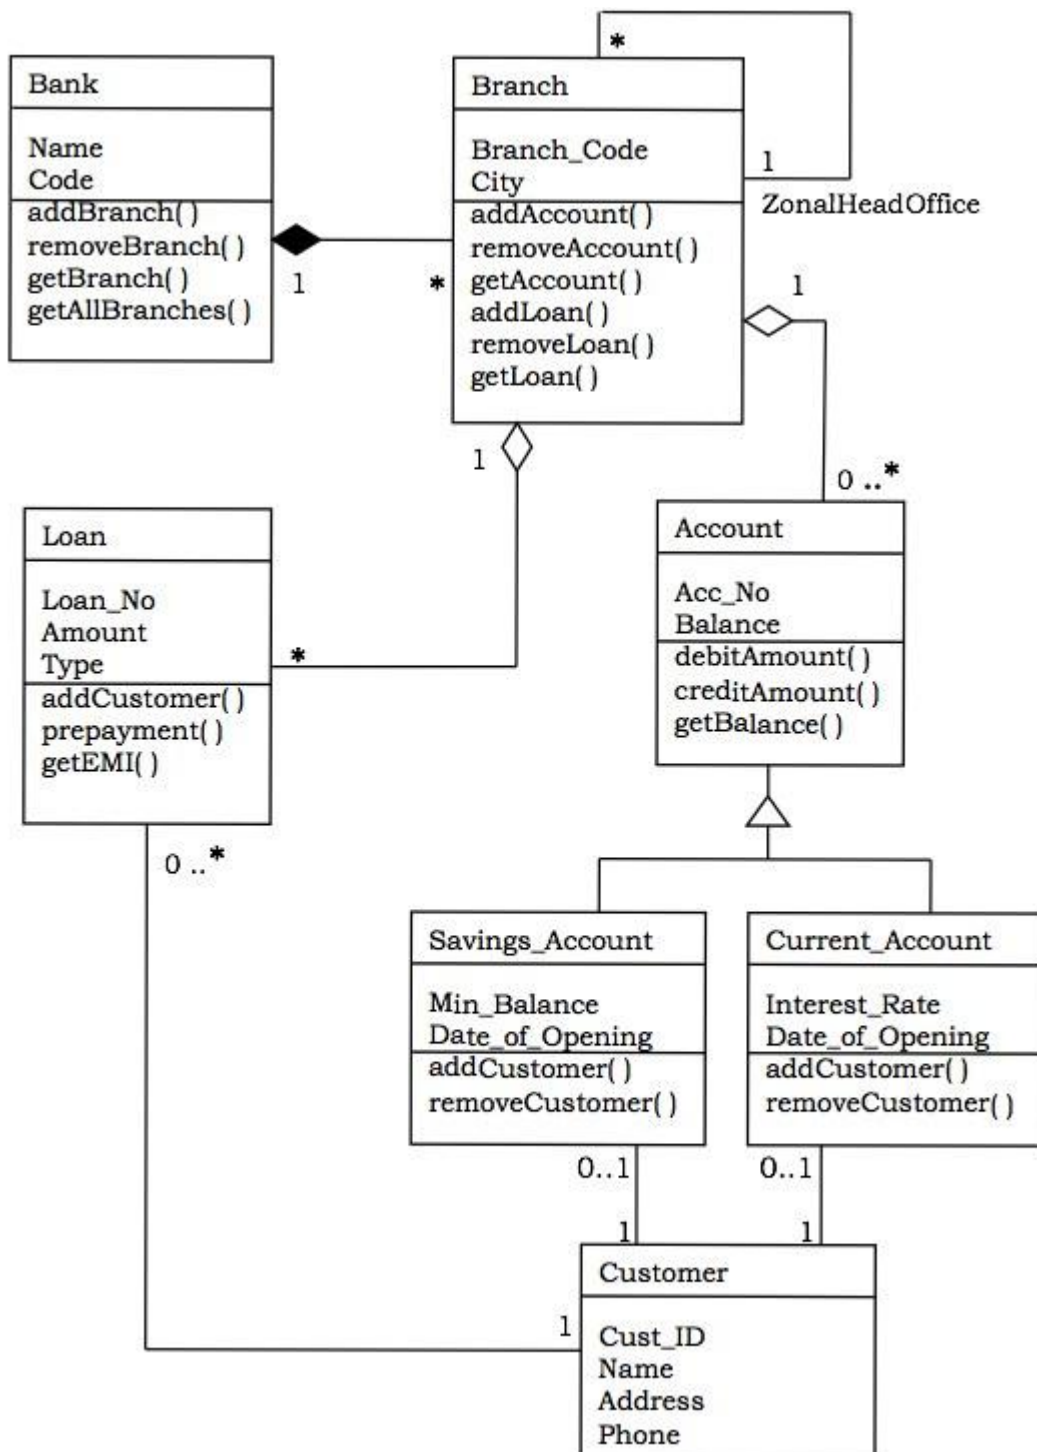 Bank
Name
Code
addBranch( )
removeBranch( )
getBranch( )
getAllBranches( )
1
*
Branch
Branch_Code
City
addAccount( )
removeAccount( )
getAccount( )
addLoan( )
removeLoan( )
getLoan( )
*
1
ZonalHeadOffice
1
0 ..*
1
*
Loan
Loan_No
Amount
Type
addCustomer( )
prepayment( )
getEMI( )
0 ..*
Account
Acc_No
Balance
debitAmount( )
creditAmount( )
getBalance( )
Savings_Account
Min_Balance
Date_of_Opening
addCustomer( )
removeCustomer( )
0..1
1
Current_Account
Interest_Rate
Date_of_Opening
addCustomer( )
removeCustomer( )
0..1
1
1
Customer
Cust_ID
Name
Address
Phone